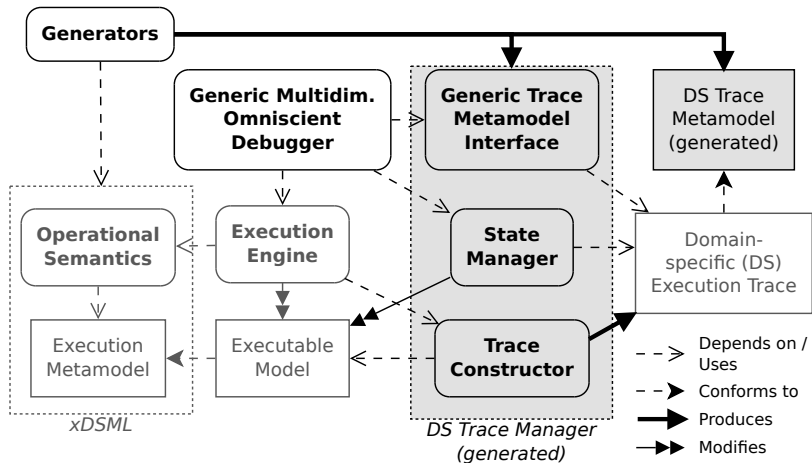 Generators
Generic Multidim.
Omniscient
Debugger
Generic Trace
Metamodel
Interface
DS Trace
Metamodel
(generated)
Operational
Semantics
Execution
Engine
State
Manager
Domain-
specific (DS)
Execution Trace
Execution
Metamodel
Executable
Model
Trace
Constructor
xDSML
DS Trace Manager
(generated)
Depends on /
Uses
Conforms to
Produces
Modifies